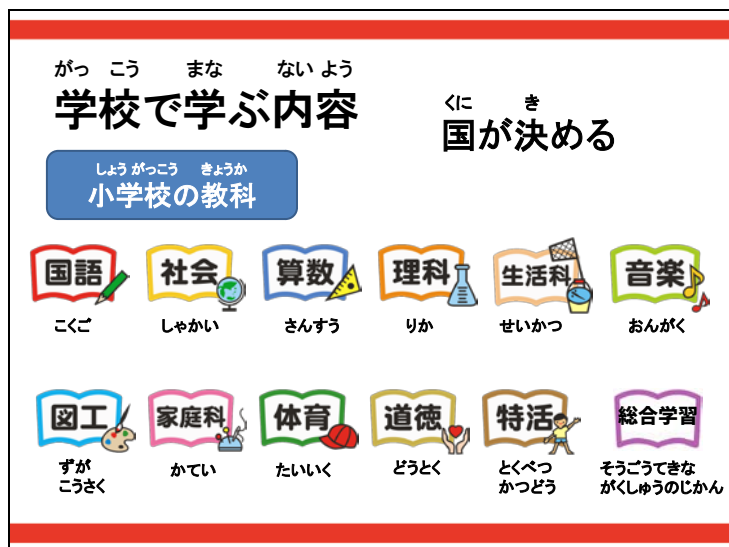 がっ こう まな ない よう
学校で学ぶ内容
くに き
国が決める
しょう がっこう きょうか
小学校の教科
国語 社会 算数 理科 生活科 音楽
こくご しゃかい さんすう りか せいかつ おんがく
図工 家庭科 体育 道徳 特活 総合学習
ずが かてい たいいく どうとく とくべつ そうごうてきな
こうさく かつどう がくしゅうのじかん